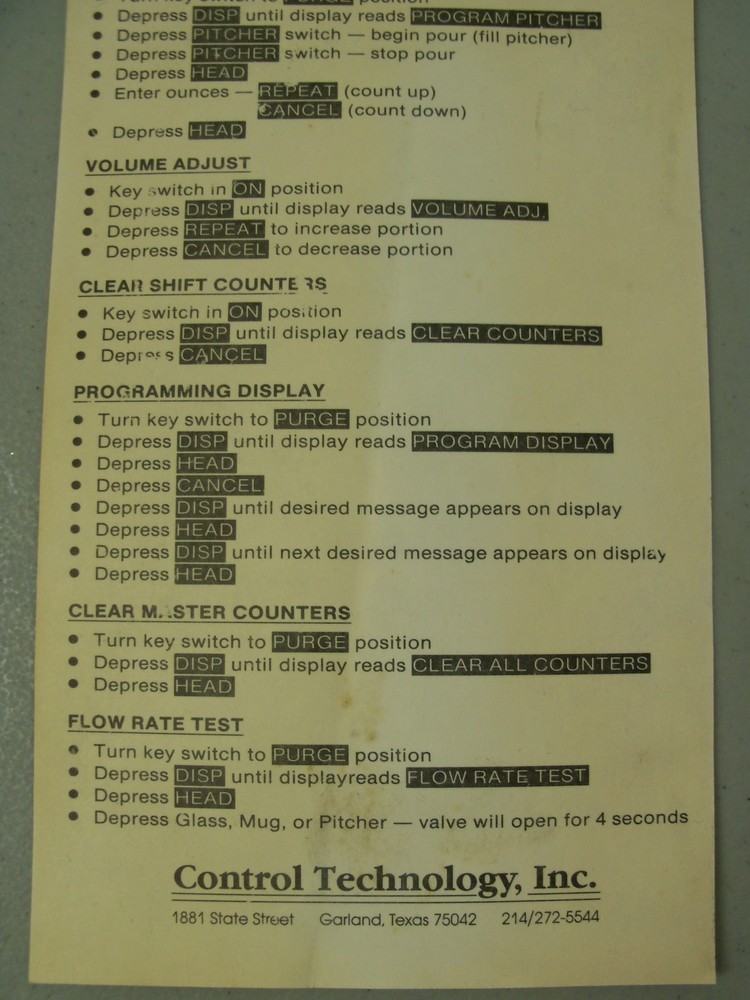 Turn key switch to PURGE position
• Depress DISP until display reads PROGRAM PITCHER
• Depress PITCHER switch — begin pour (fill pitcher)
• Depress PITCHER switch — stop pour
• Depress HEAD
• Enter ounces — REPEAT (count up)
CANCEL (count down)
• Depress HEAD
VOLUME ADJUST
• Key switch in ON position
• Depress DISP until display reads VOLUME ADJ.
• Depress REPEAT to increase portion
• Depress CANCEL to decrease portion
CLEAR SHIFT COUNTERS
• Key switch in ON position
• Depress DISP until display reads CLEAR COUNTERS
• Depress CANCEL
PROGRAMMING DISPLAY
• Turn key switch to PURGE position
• Depress DISP until display reads PROGRAM DISPLAY
• Depress HEAD
• Depress CANCEL
• Depress DISP until desired message appears on display
• Depress HEAD
• Depress DISP until next desired message appears on display
• Depress HEAD
CLEAR MASTER COUNTERS
• Turn key switch to PURGE position
• Depress DISP until display reads CLEAR ALL COUNTERS
• Depress HEAD
FLOW RATE TEST
• Turn key switch to PURGE position
• Depress DISP until displayreads FLOW RATE TEST
• Depress HEAD
• Depress Glass, Mug, or Pitcher — valve will open for 4 seconds
Control Technology, Inc.
1881 State Street Garland, Texas 75042 214/272-5544